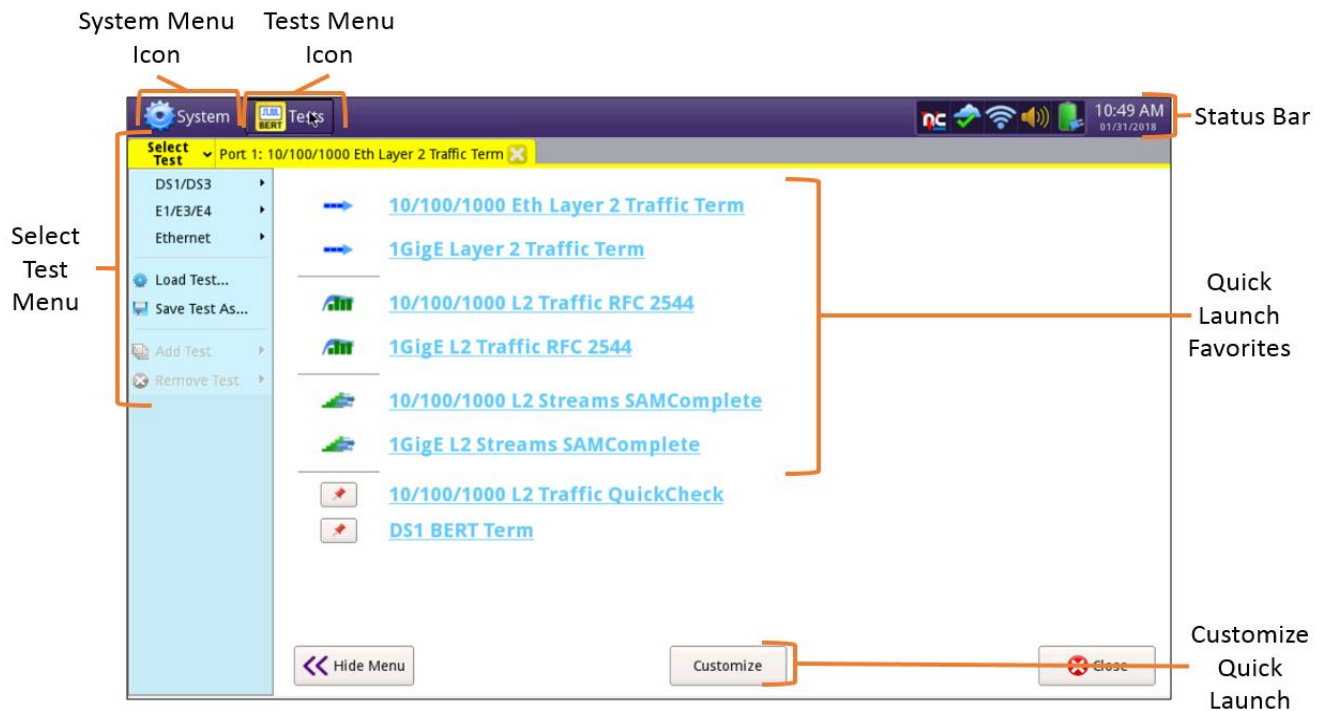 System Menu
Icon
Tests Menu
Icon
System
BERT
Tests
nc
10:49 AM
01/31/2018
Status Bar
Select
Test
Port 1: 10/100/1000 Eth Layer 2 Traffic Term
DS1/DS3
E1/E3/E4
Ethernet
Load Test...
Save Test As...
Add Test
Remove Test
Select
Test
Menu
10/100/1000 Eth Layer 2 Traffic Term
1GigE Layer 2 Traffic Term
10/100/1000 L2 Traffic RFC 2544
1GigE L2 Traffic RFC 2544
10/100/1000 L2 Streams SAMComplete
1GigE L2 Streams SAMComplete
10/100/1000 L2 Traffic QuickCheck
DS1 BERT Term
Quick
Launch
Favorites
Hide Menu
Customize
Close
Customize
Quick
Launch